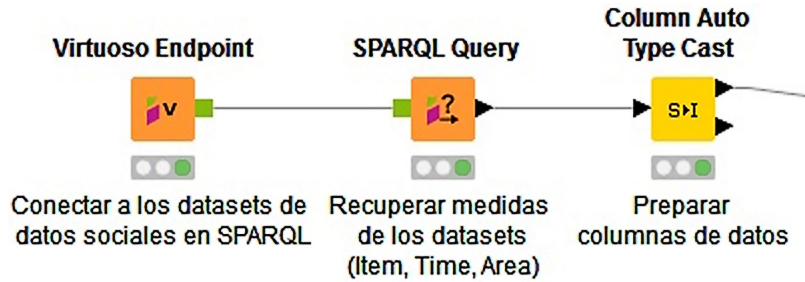 Virtuoso Endpoint
SPARQL Query
Column Auto
Type Cast
V
?
S▸I
Conectar a los datasets de
datos sociales en SPARQL
Recuperar medidas
de los datasets
(Item, Time, Area)
Preparar
columnas de datos